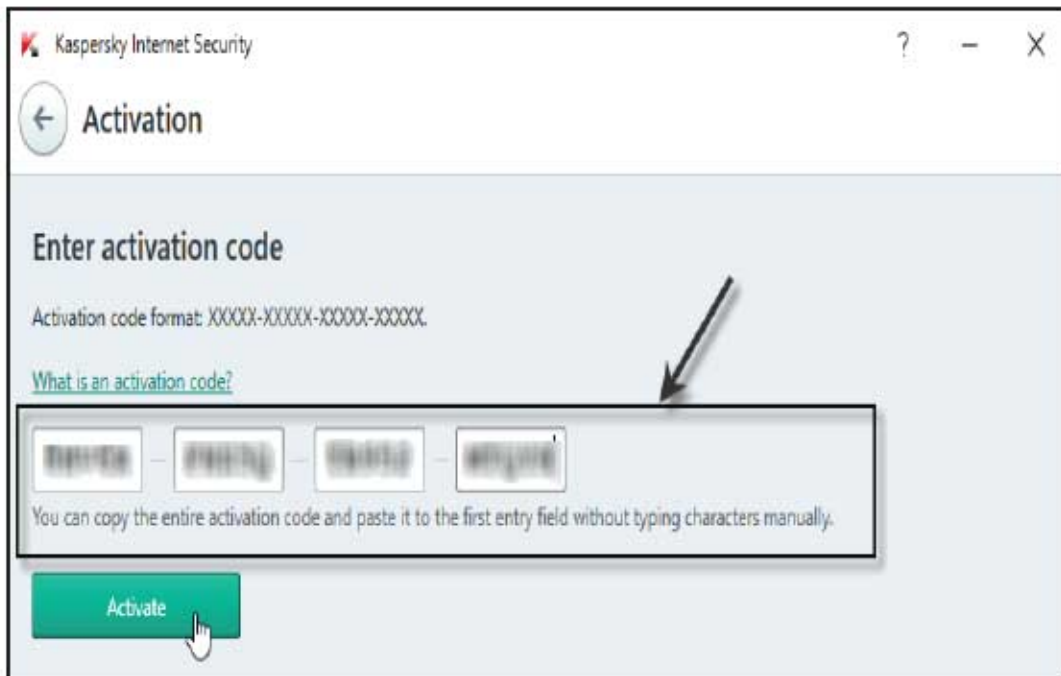 Kaspersky Internet Security
Activation
Enter activation code
Activation code format: XXXXX-XXXXX-XXXXX-XXXXX.
What is an activation code?
You can copy the entire activation code and paste it to the first entry field without typing characters manually.
Activate